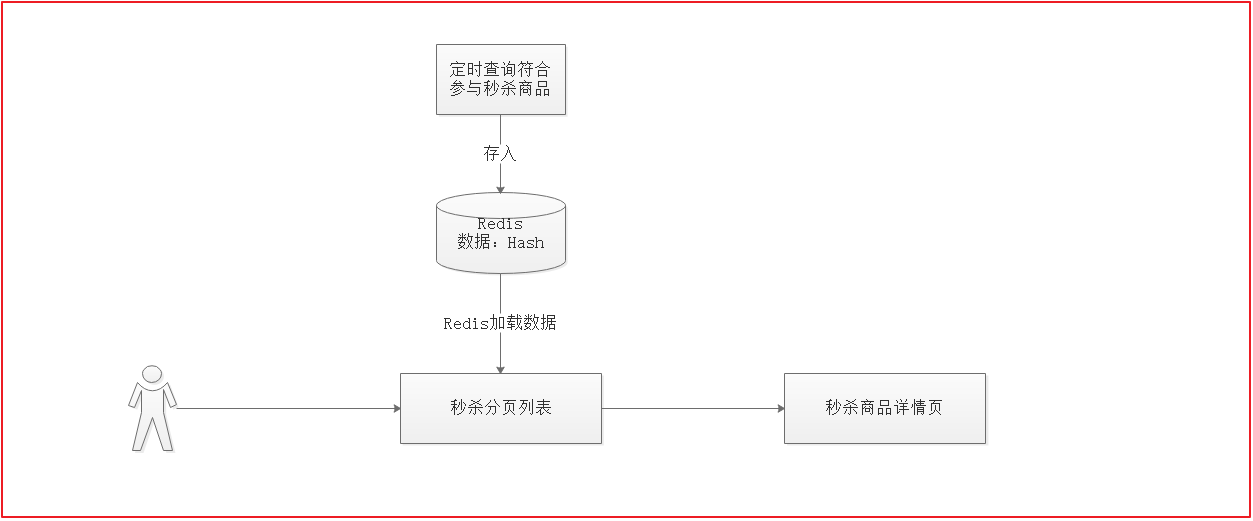 定时查询符合
参与秒杀商品
存入
Redis
数据：Hash
Redis加载数据
秒杀分页列表
秒杀商品详情页